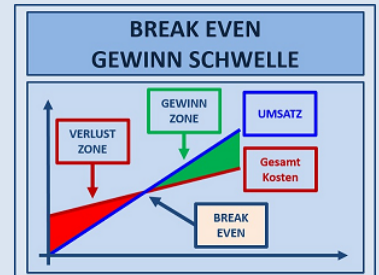 BREAK EVEN
GEWINN SCHWELLE
GEWINN
ZONE
UMSATZ
VERLUST
ZONE
Gesamt
Kosten
BREAK
EVEN